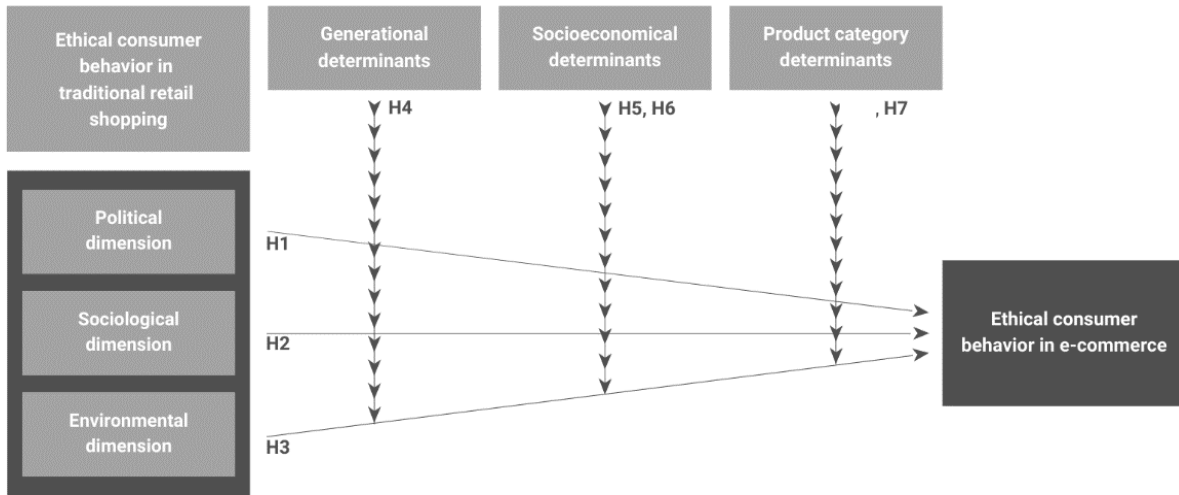 Ethical consumer
behavior in
traditional retail
shopping
Generational
determinants
Socioeconomical
determinants
Product category
determinants
H4
H5, H6
, H7
Political
dimension
H1
Sociological
dimension
H2
Environmental
dimension
H3
Ethical consumer
behavior in e-commerce